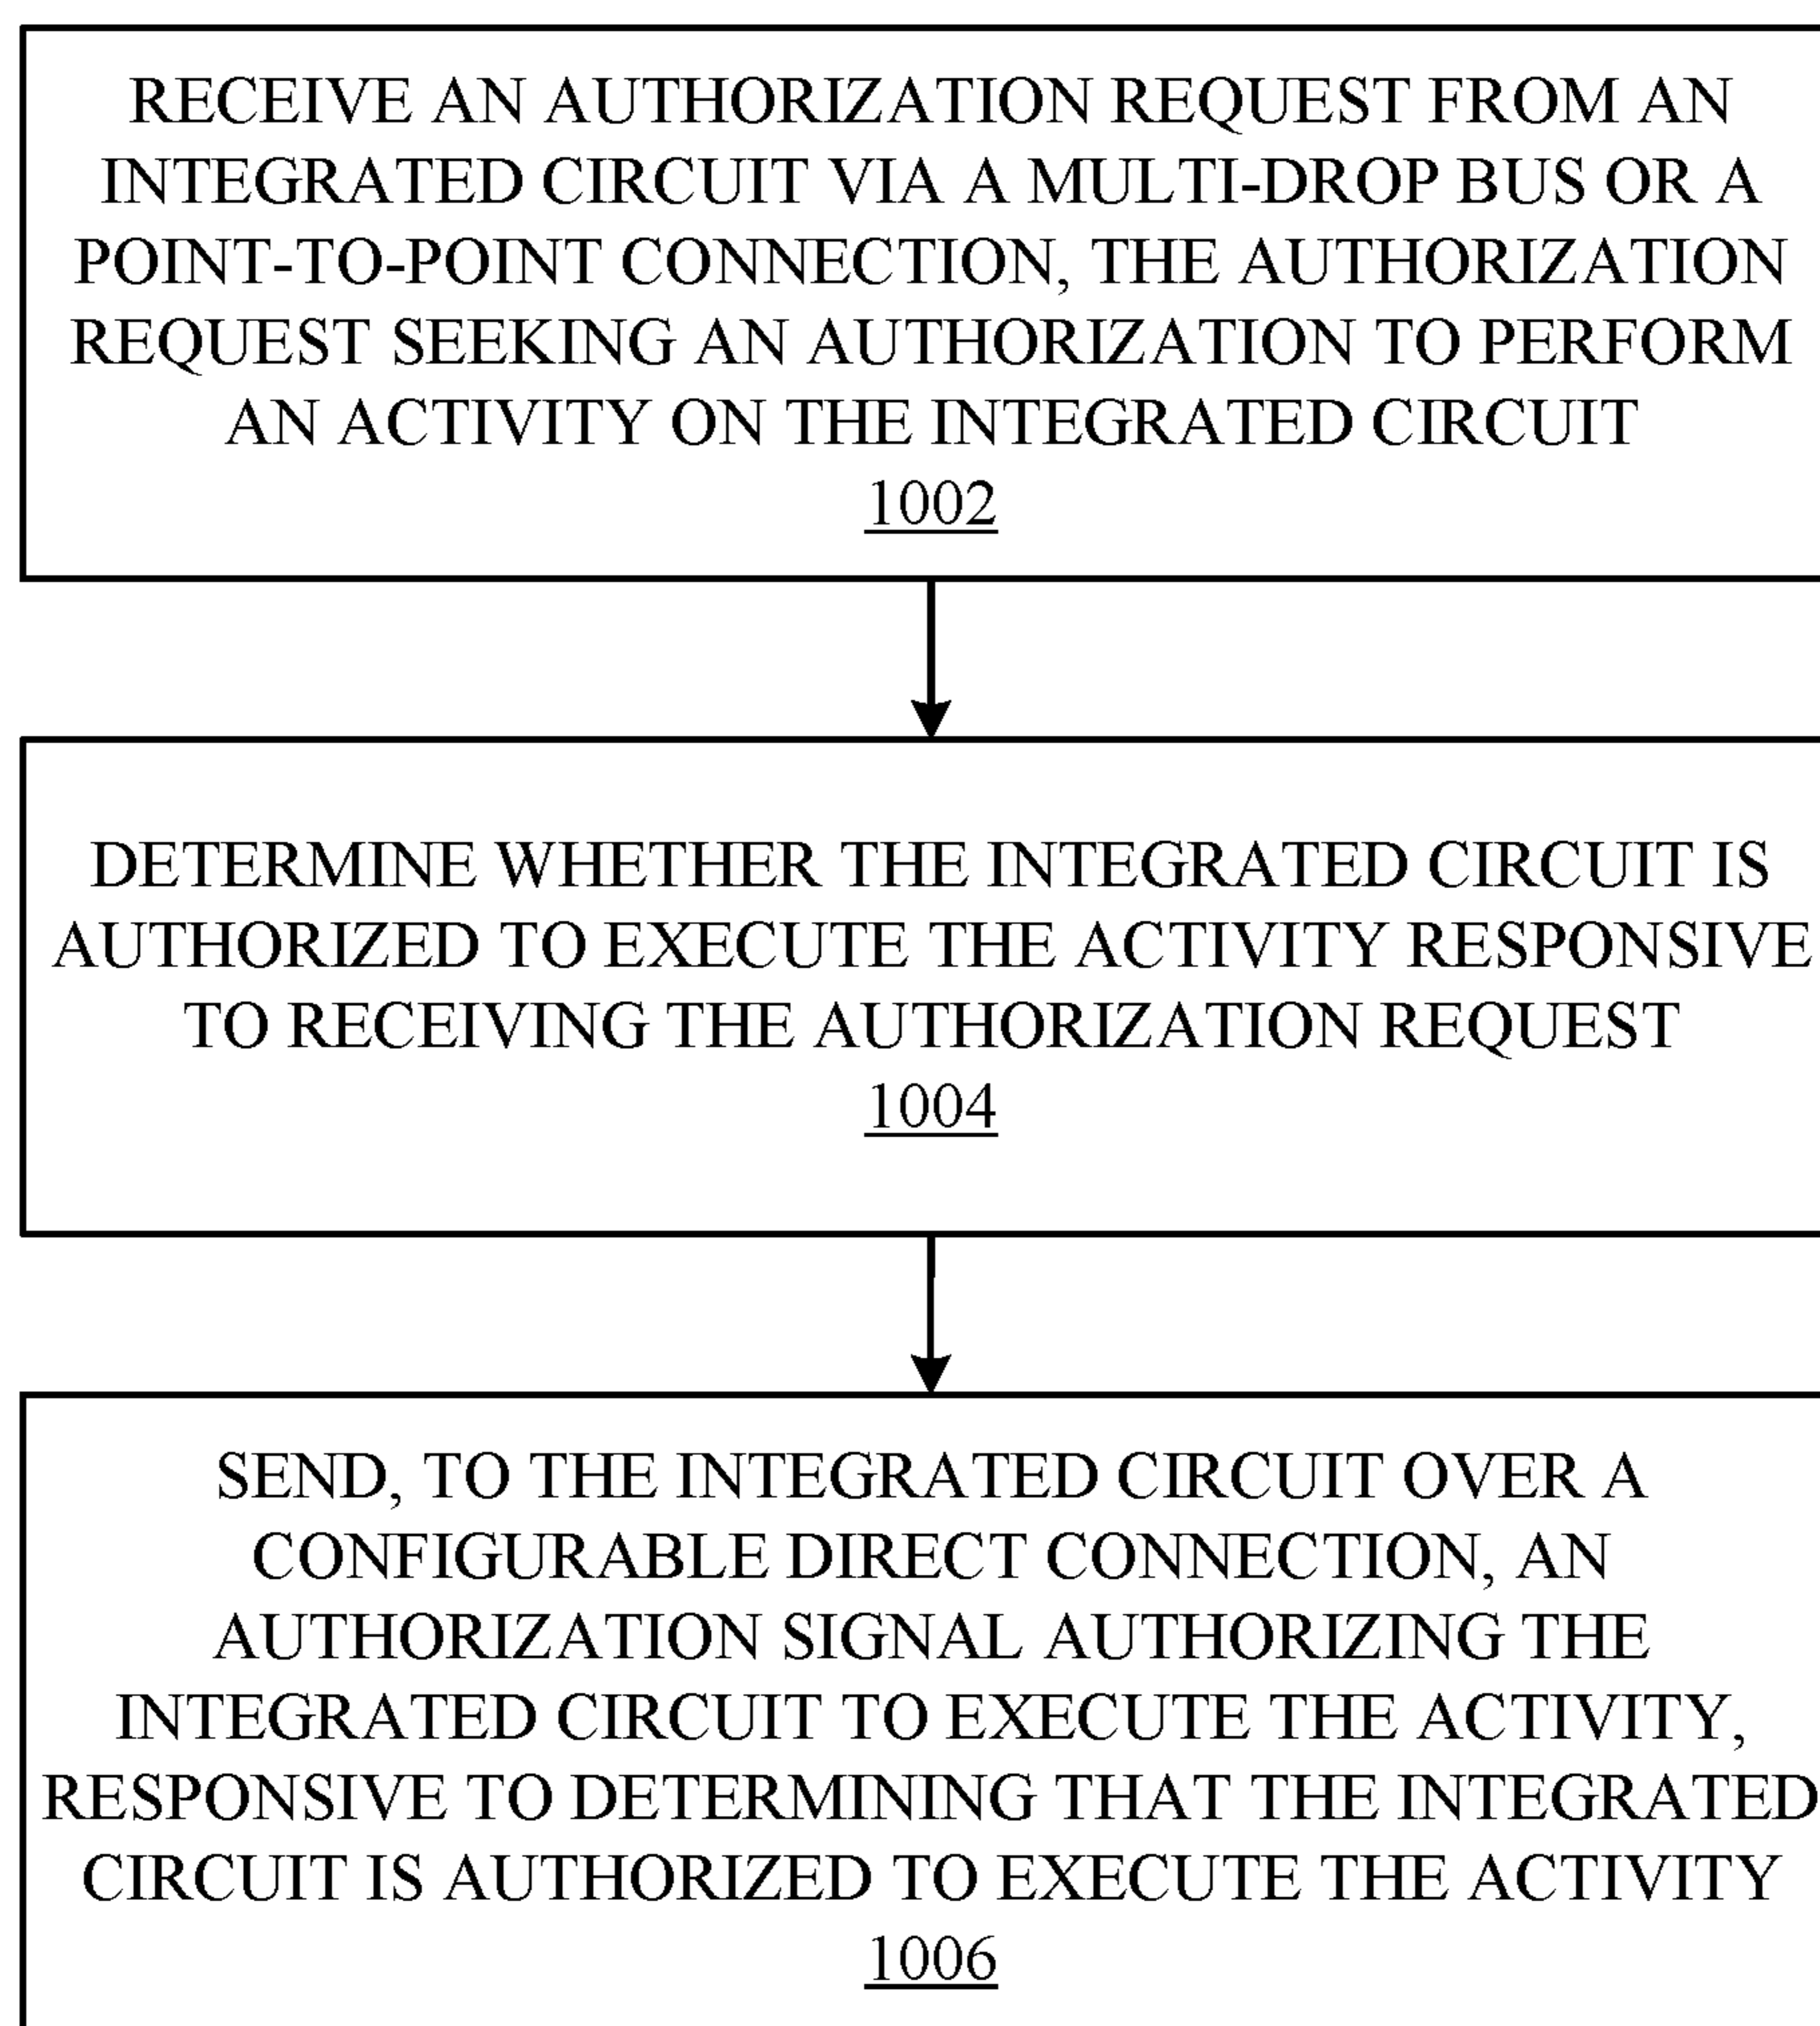 RECEIVE AN AUTHORIZATION REQUEST FROM AN
INTEGRATED CIRCUIT VIA A MULTI-DROP BUS OR A
POINT-TO-POINT CONNECTION, THE AUTHORIZATION
REQUEST SEEKING AN AUTHORIZATION TO PERFORM
AN ACTIVITY ON THE INTEGRATED CIRCUIT
1002
DETERMINE WHETHER THE INTEGRATED CIRCUIT IS
AUTHORIZED TO EXECUTE THE ACTIVITY RESPONSIVE
TO RECEIVING THE AUTHORIZATION REQUEST
1004
SEND, TO THE INTEGRATED CIRCUIT OVER A
CONFIGURABLE DIRECT CONNECTION, AN
AUTHORIZATION SIGNAL AUTHORIZING THE
INTEGRATED CIRCUIT TO EXECUTE THE ACTIVITY,
RESPONSIVE TO DETERMINING THAT THE INTEGRATED
CIRCUIT IS AUTHORIZED TO EXECUTE THE ACTIVITY
1006